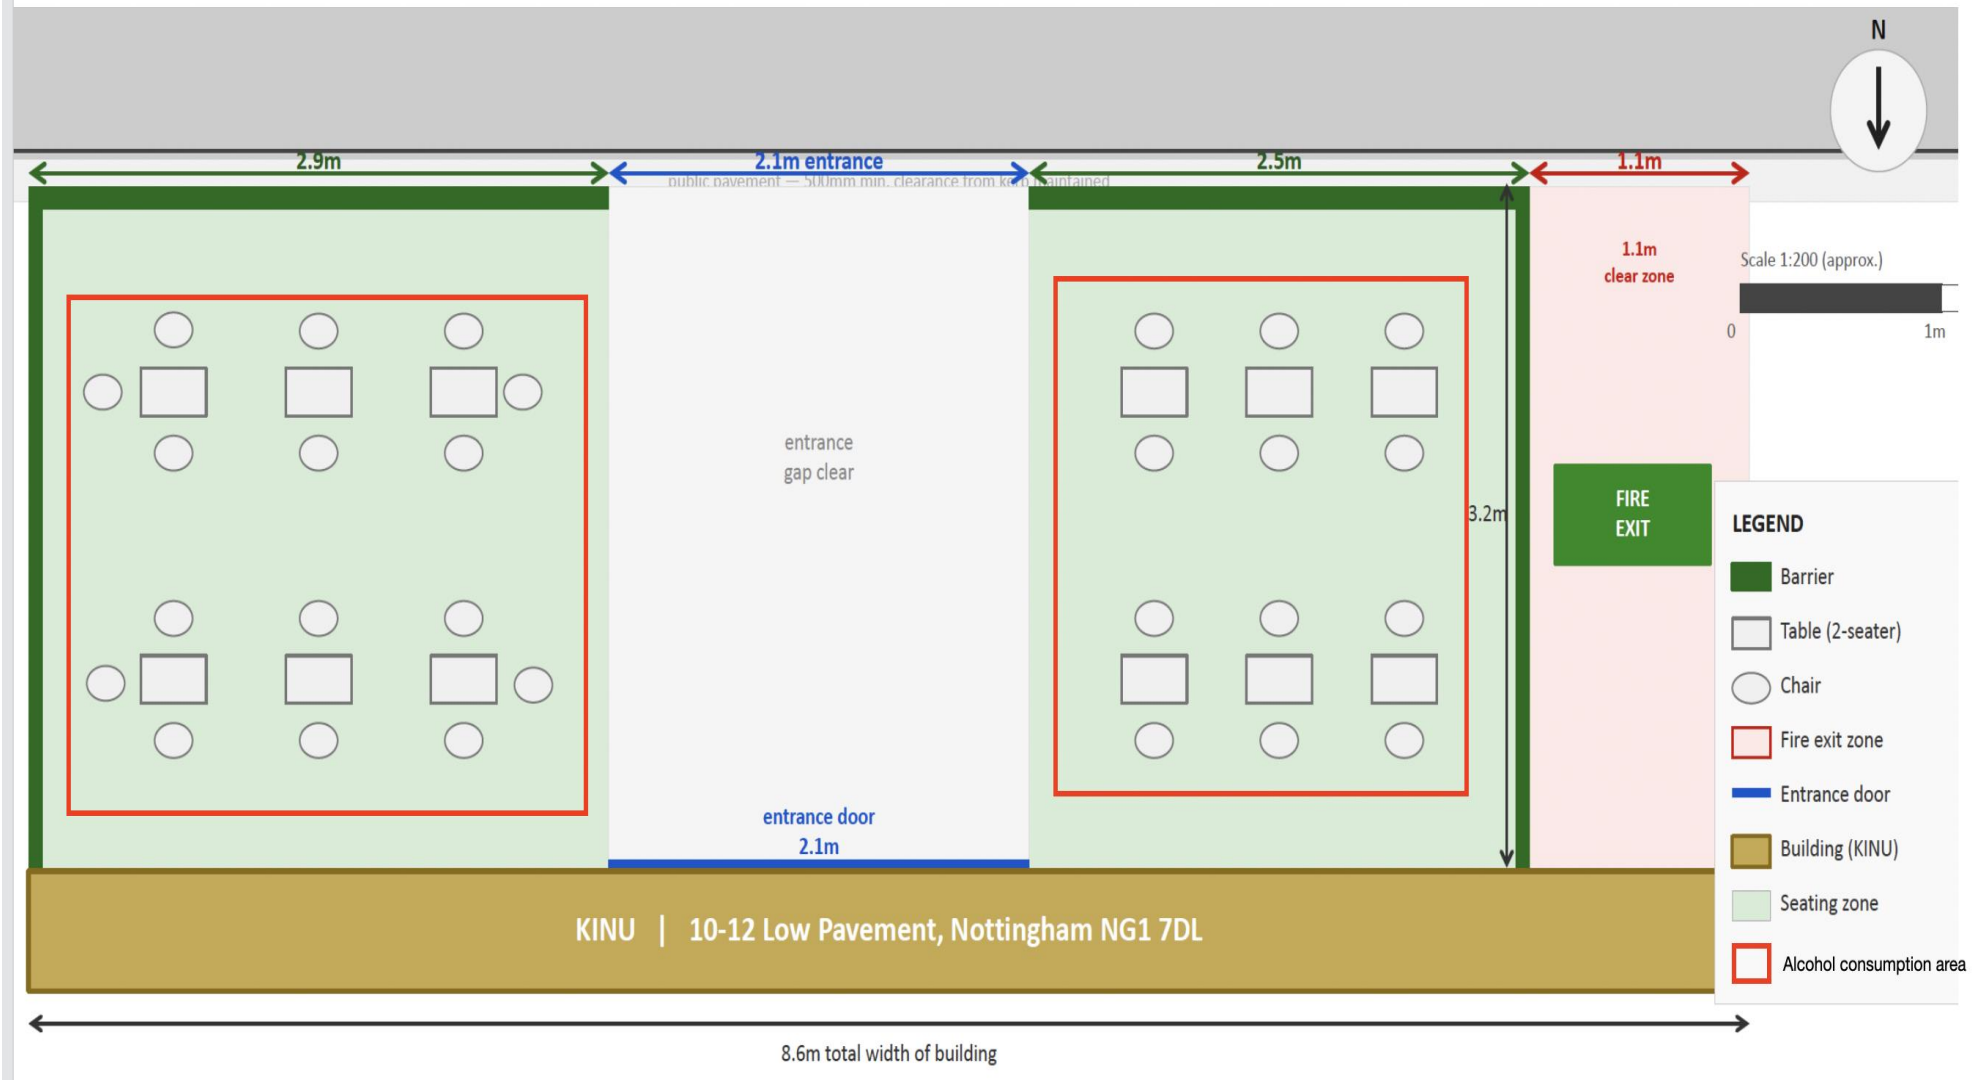 N
2.9m
2.1m entrance
2.5m
1.1m
public pavement — 500mm min. clearance from kerb maintained
1.1m
clear zone
Scale 1:200 (approx.)
0
1m
entrance
gap clear
3.2m
FIRE
EXIT
LEGEND
Barrier
Table (2-seater)
Chair
Fire exit zone
Entrance door
Building (KINU)
Seating zone
Alcohol consumption area
entrance door
2.1m
KINU | 10-12 Low Pavement, Nottingham NG1 7DL
8.6m total width of building